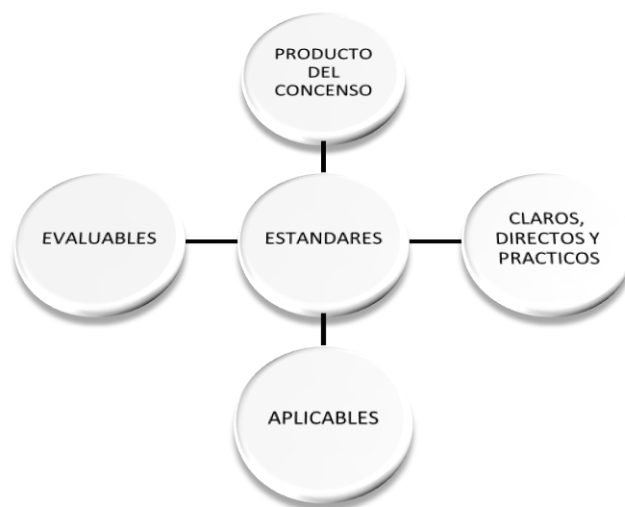 PRODUCTO
DEL
CONCENSO
EVALUABLES
ESTANDARES
CLAROS,
DIRECTOS Y
PRACTICOS
APLICABLES